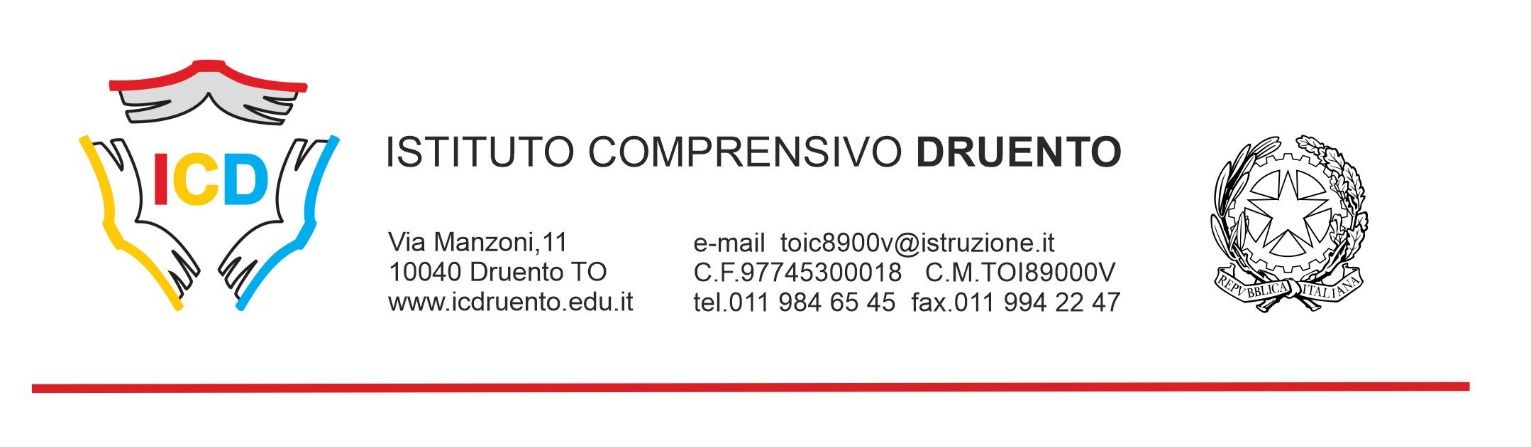 ICD
ISTITUTO COMPRENSIVO DRUENTO
Via Manzoni,11
10040 Druento TO
www.icdruento.edu.it
e-mail toic8900v@istruzione.it
C.F.97745300018 C.M.TOI89000V
tel.011 984 65 45 fax.011 994 22 47
REPVBBLICA ITALIANA